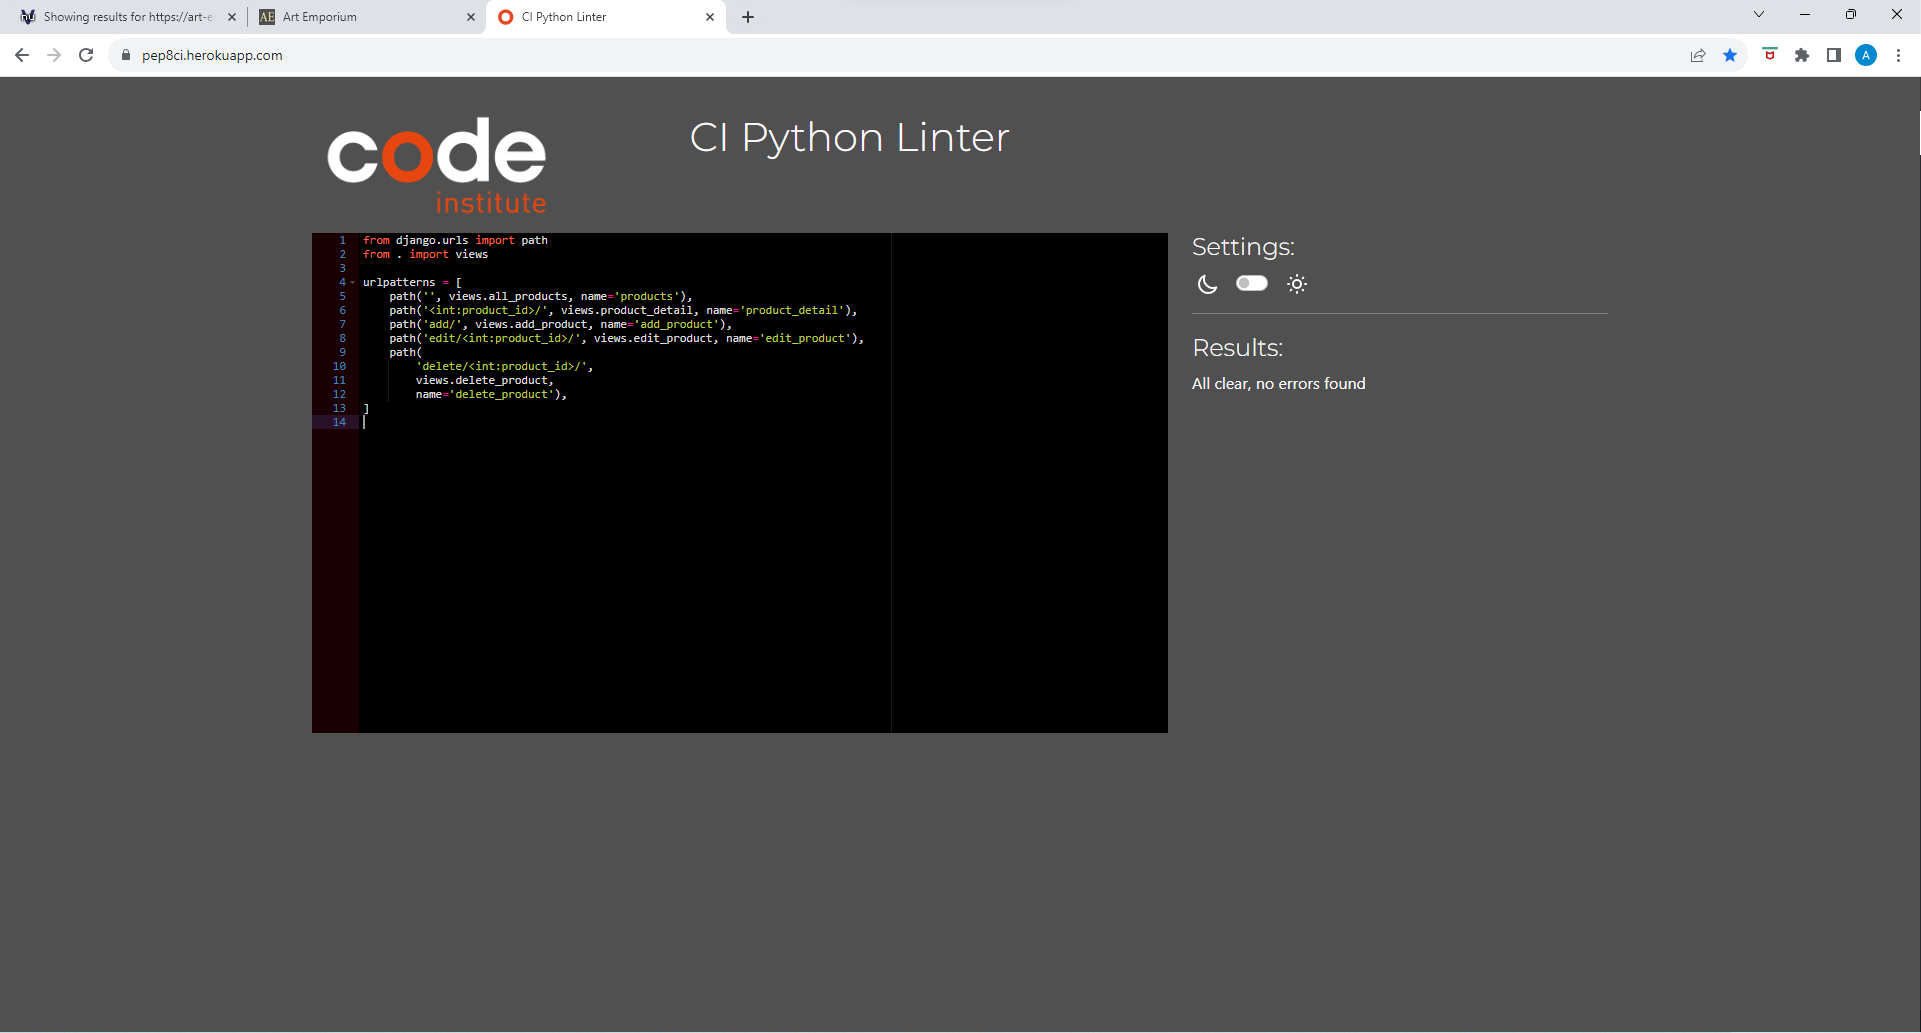 Showing results for https://art-e
Art Emporium
CI Python Linter
pep8ci.herokuapp.com
A
code
institute
CI Python Linter
1 from django.urls import path
2 from . import views
3
4 urlpatterns = [
5     path('', views.all_products, name='products'),
6     path('<int:product_id>/', views.product_detail, name='product_detail'),
7     path('add/', views.add_product, name='add_product'),
8     path('edit/<int:product_id>/', views.edit_product, name='edit_product'),
9     path(
10         'delete/<int:product_id>/',
11         views.delete_product,
12         name='delete_product'),
13 ]
14
Settings:
Results:
All clear, no errors found